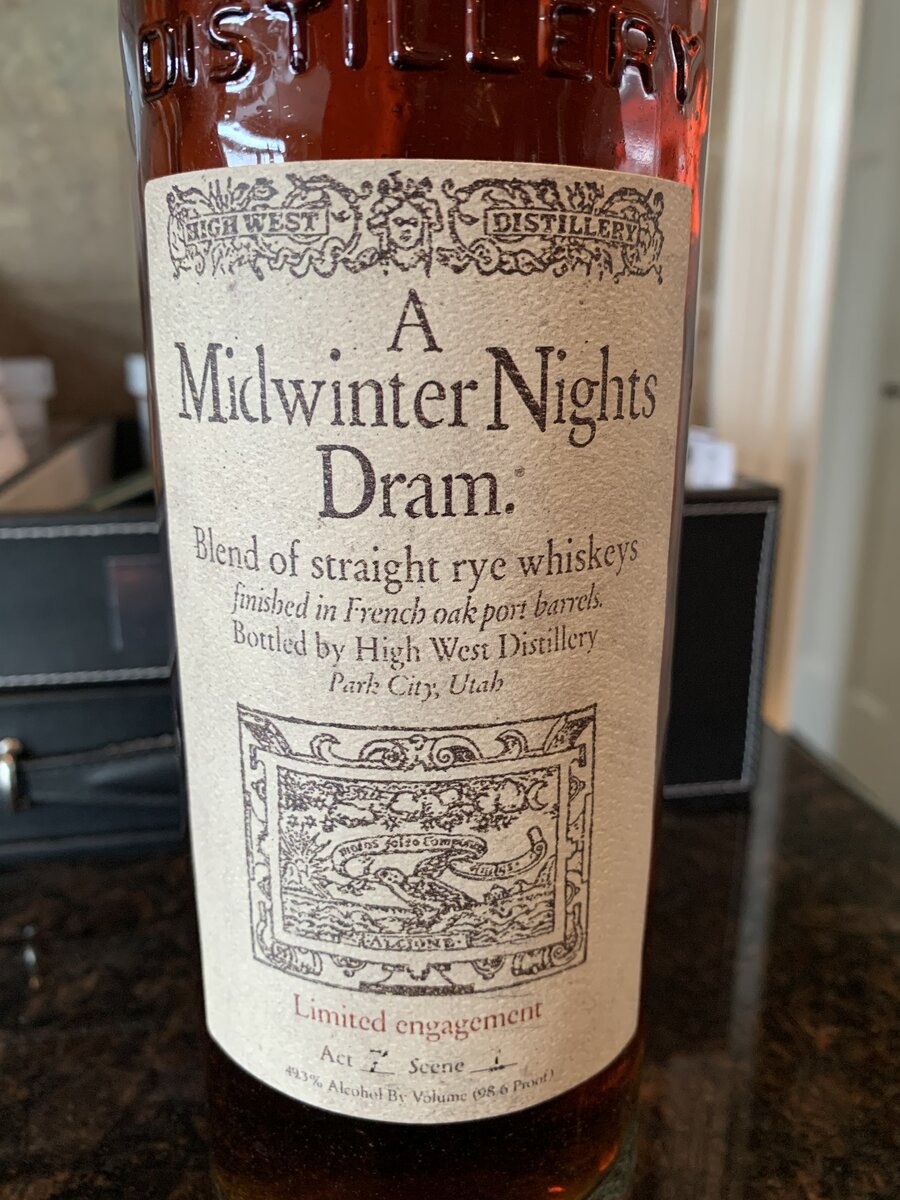 DISTILLERY
HIGH WEST DISTILLERY
A
Midwinter Nights
Dram.®
Blend of straight rye whiskeys
finished in French oak port barrels.
Bottled by High West Distillery
Park City, Utah
ALCIONE
Limited engagement
Act 7 Scene 1
49.3% Alcohol By Volume (98.6 Proof)